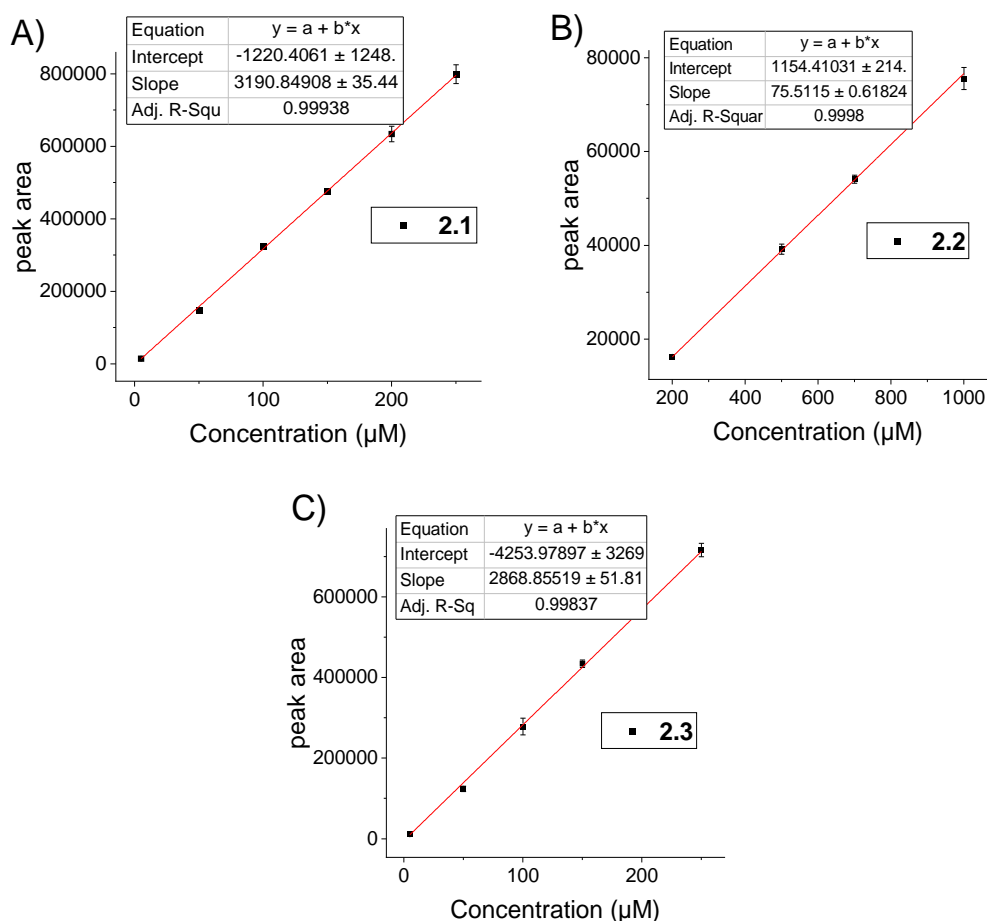 A)
Equation y = a + b*x
Intercept -1220.4061 ± 1248.
Slope 3190.84908 ± 35.44
Adj. R-Squ 0.99938
800000
600000
400000
200000
0
peak area
2.1
0 100 200
Concentration (µM)
B)
Equation y = a + b*x
Intercept 1154.41031 ± 214.
Slope 75.5115 ± 0.61824
Adj. R-Squar 0.9998
80000
60000
40000
20000
peak area
2.2
200 400 600 800 1000
Concentration (µM)
C)
Equation y = a + b*x
Intercept -4253.97897 ± 3269
Slope 2868.85519 ± 51.81
Adj. R-Sq 0.99837
600000
400000
200000
0
peak area
2.3
0 100 200
Concentration (µM)